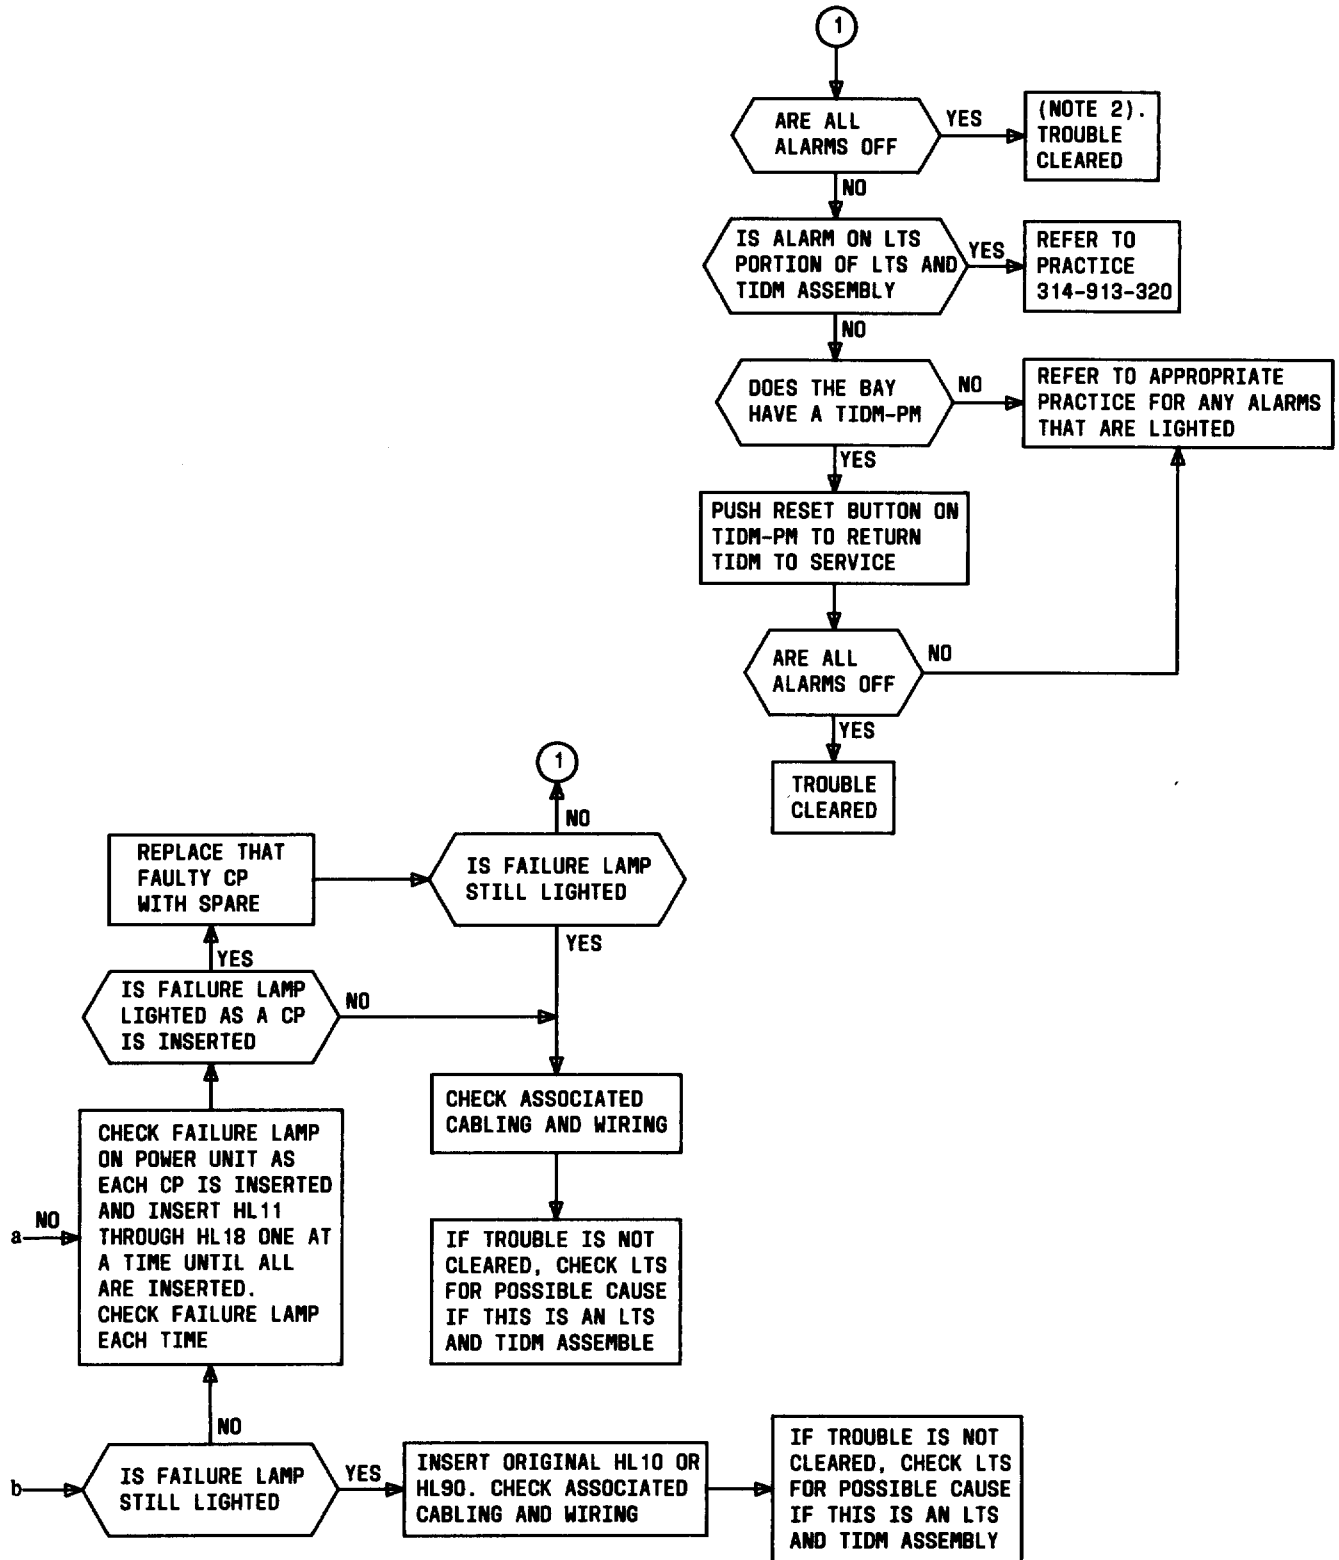 1
ARE ALL
ALARMS OFF
YES
(NOTE 2).
TROUBLE
CLEARED
NO
IS ALARM ON LTS
PORTION OF LTS AND
TIDM ASSEMBLY
YES
REFER TO
PRACTICE
314-913-320
NO
DOES THE BAY
HAVE A TIDM-PM
NO
REFER TO APPROPRIATE
PRACTICE FOR ANY ALARMS
THAT ARE LIGHTED
YES
PUSH RESET BUTTON ON
TIDM-PM TO RETURN
TIDM TO SERVICE
ARE ALL
ALARMS OFF
NO
YES
TROUBLE
CLEARED
1
NO
REPLACE THAT
FAULTY CP
WITH SPARE
IS FAILURE LAMP
STILL LIGHTED
YES
YES
IS FAILURE LAMP
LIGHTED AS A CP
IS INSERTED
NO
CHECK ASSOCIATED
CABLING AND WIRING
a
NO
CHECK FAILURE LAMP
ON POWER UNIT AS
EACH CP IS INSERTED
AND INSERT HL11
THROUGH HL18 ONE AT
A TIME UNTIL ALL
ARE INSERTED.
CHECK FAILURE LAMP
EACH TIME
IF TROUBLE IS NOT
CLEARED, CHECK LTS
FOR POSSIBLE CAUSE
IF THIS IS AN LTS
AND TIDM ASSEMBLE
NO
b
IS FAILURE LAMP
STILL LIGHTED
YES
INSERT ORIGINAL HL10 OR
HL90. CHECK ASSOCIATED
CABLING AND WIRING
IF TROUBLE IS NOT
CLEARED, CHECK LTS
FOR POSSIBLE CAUSE
IF THIS IS AN LTS
AND TIDM ASSEMBLY